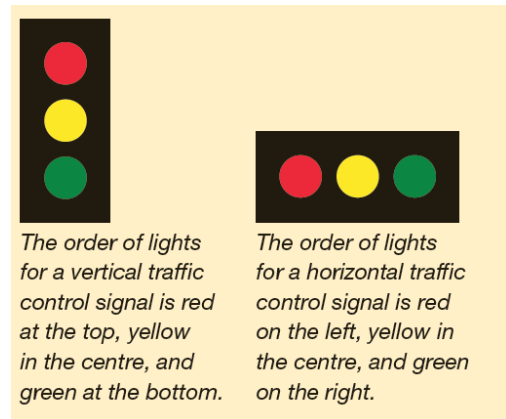 The order of lights
for a vertical traffic
control signal is red
at the top, yellow
in the centre, and
green at the bottom.
The order of lights
for a horizontal traffic
control signal is red
on the left, yellow in
the centre, and green
on the right.